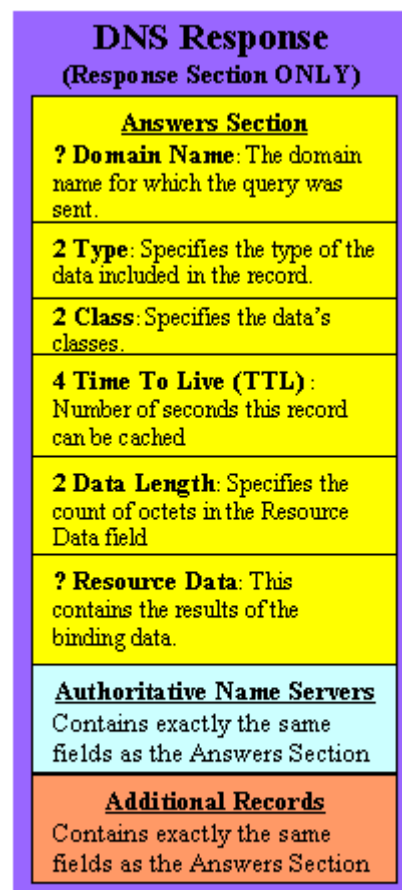 DNS Response
(Response Section ONLY)
Answers Section
? Domain Name: The domain
name for which the query was
sent.
2 Type: Specifies the type of the
data included in the record.
2 Class: Specifies the data's
classes.
4 Time To Live (TTL) :
Number of seconds this record
can be cached
2 Data Length: Specifies the
count of octets in the Resource
Data field
? Resource Data: This
contains the results of the
binding data.
Authoritative Name Servers
Contains exactly the same
fields as the Answers Section
Additional Records
Contains exactly the same
fields as the Answers Section